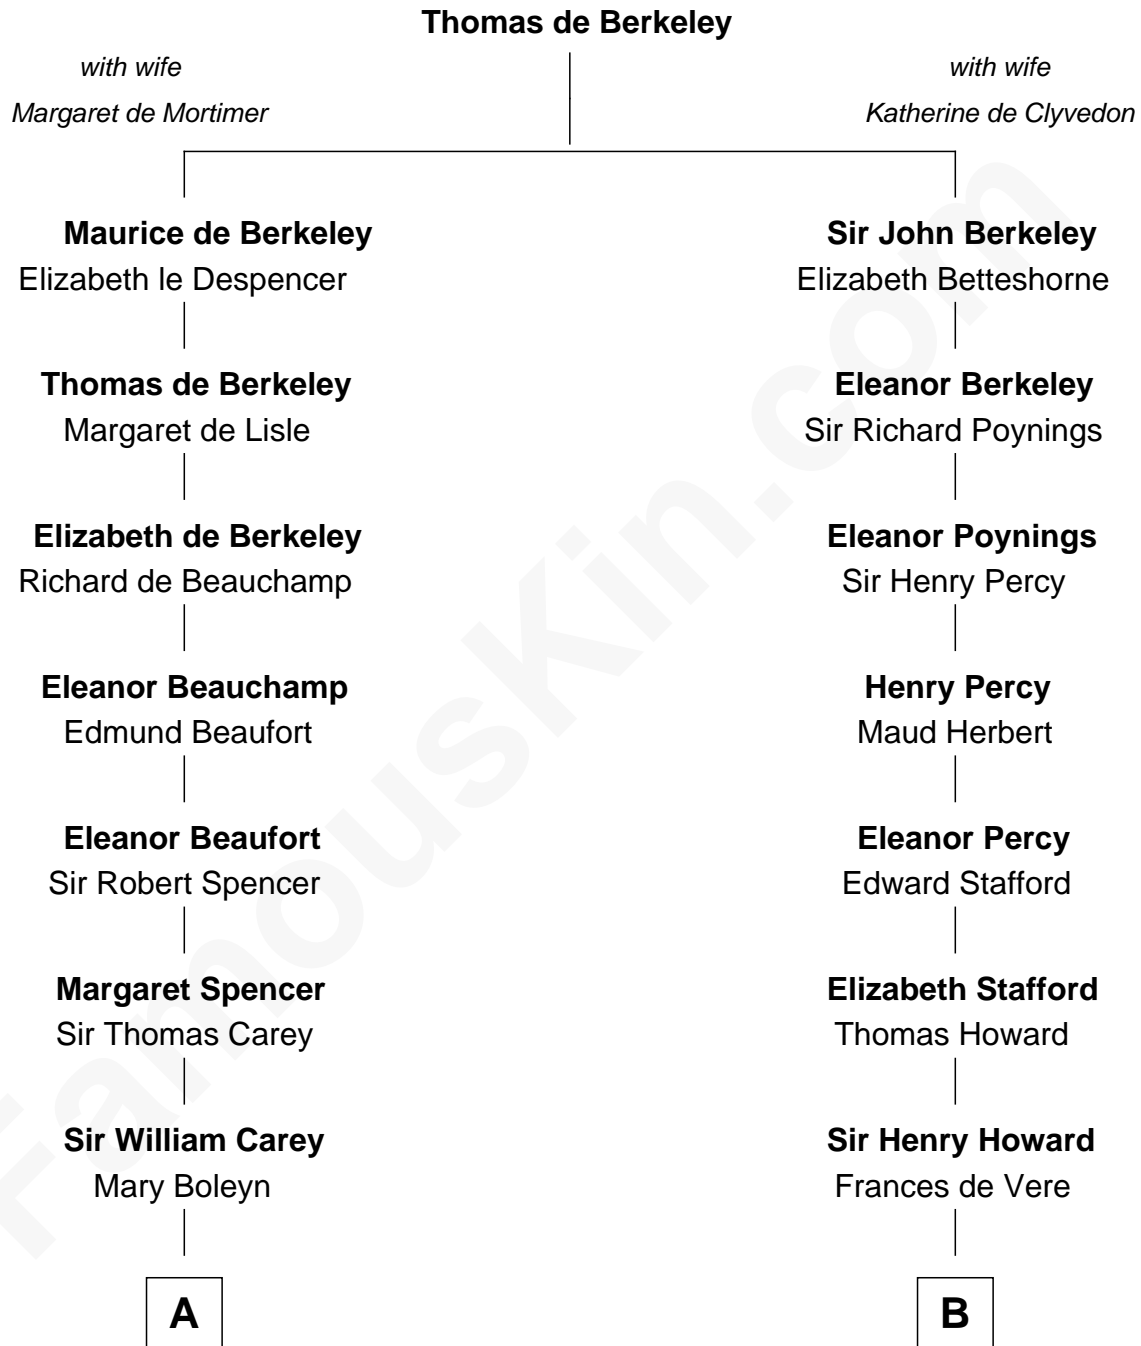 Thomas de Berkeley
with wife
Margaret de Mortimer
with wife
Katherine de Clyvedon
Maurice de Berkeley
Elizabeth le Despencer
Sir John Berkeley
Elizabeth Betteshorne
Thomas de Berkeley
Margaret de Lisle
Eleanor Berkeley
Sir Richard Poynings
Elizabeth de Berkeley
Richard de Beauchamp
Eleanor Poynings
Sir Henry Percy
Eleanor Beauchamp
Edmund Beaufort
Henry Percy
Maud Herbert
Eleanor Beaufort
Sir Robert Spencer
Eleanor Percy
Edward Stafford
Margaret Spencer
Sir Thomas Carey
Elizabeth Stafford
Thomas Howard
Sir William Carey
Mary Boleyn
Sir Henry Howard
Frances de Vere
A
B
FamousKin.com